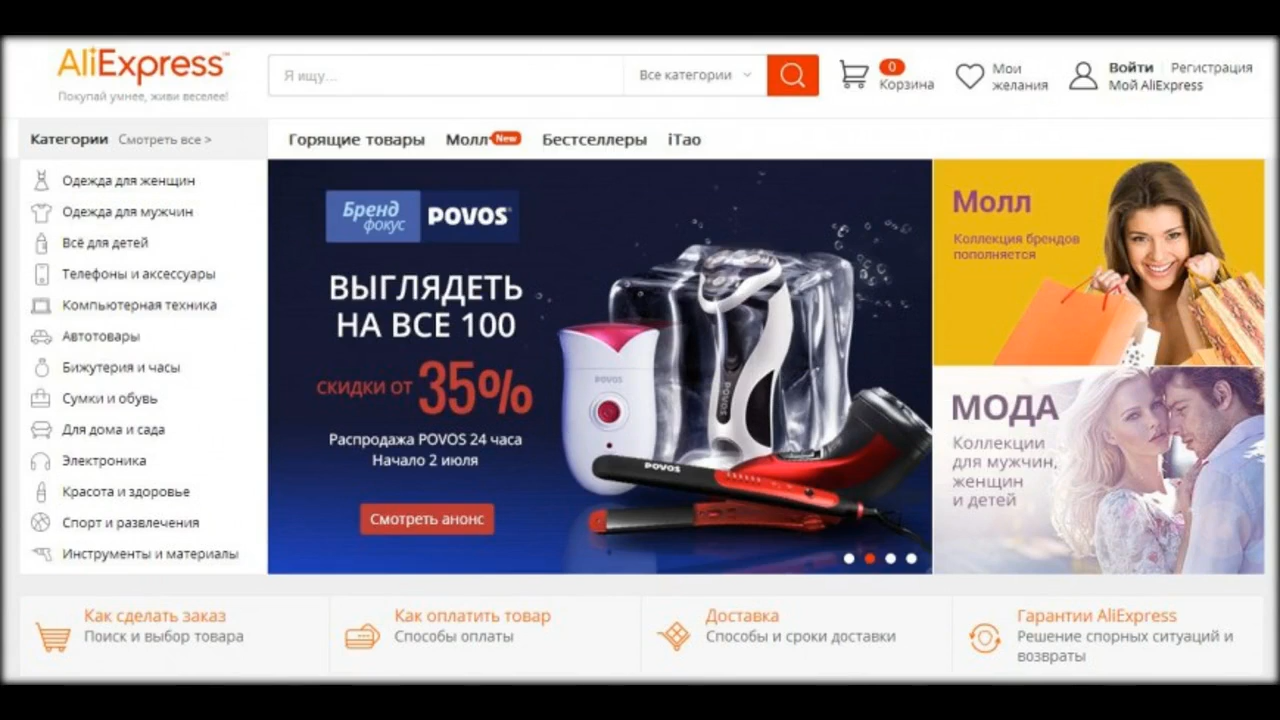 AliExpress™
Покупай умнее, живи веселее!
Я ищу...
Все категории
0
Корзина
Мои
желания
Войти
Регистрация
Мой AliExpress
Категории Смотреть все >
Горящие товары
Молл New
Бестселлеры
iTao
Одежда для женщин
Одежда для мужчин
Всё для детей
Телефоны и аксессуары
Компьютерная техника
Автотовары
Бижутерия и часы
Сумки и обувь
Для дома и сада
Электроника
Красота и здоровье
Спорт и развлечения
Инструменты и материалы
Бренд
фокус
POVOS
ВЫГЛЯДЕТЬ
НА ВСЕ 100
СКИДКИ ОТ 35%
Распродажа POVOS 24 часа
Начало 2 июля
Смотреть анонс
POVOS
POVOS
POVOS
Молл
Коллекция брендов
пополняется
МОДА
Коллекции
для мужчин,
женщин
и детей
Как сделать заказ
Поиск и выбор товара
Как оплатить товар
Способы оплаты
Доставка
Способы и сроки доставки
Гарантии AliExpress
Решение спорных ситуаций и
возвраты